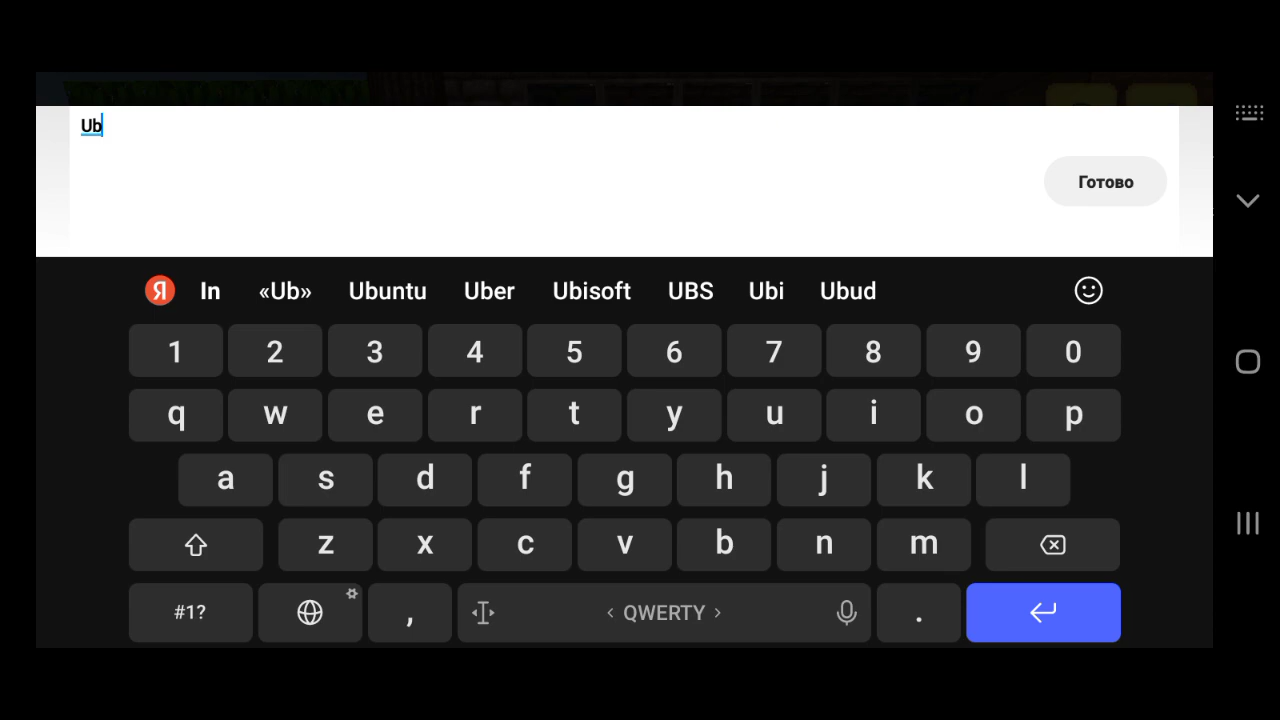 Ub
Готово
Я In «Ub» Ubuntu Uber Ubisoft UBS Ubi Ubud
1 2 3 4 5 6 7 8 9 0
q w e r t y u i o p
a s d f g h j k l
z x c v b n m
#1? , QWERTY .